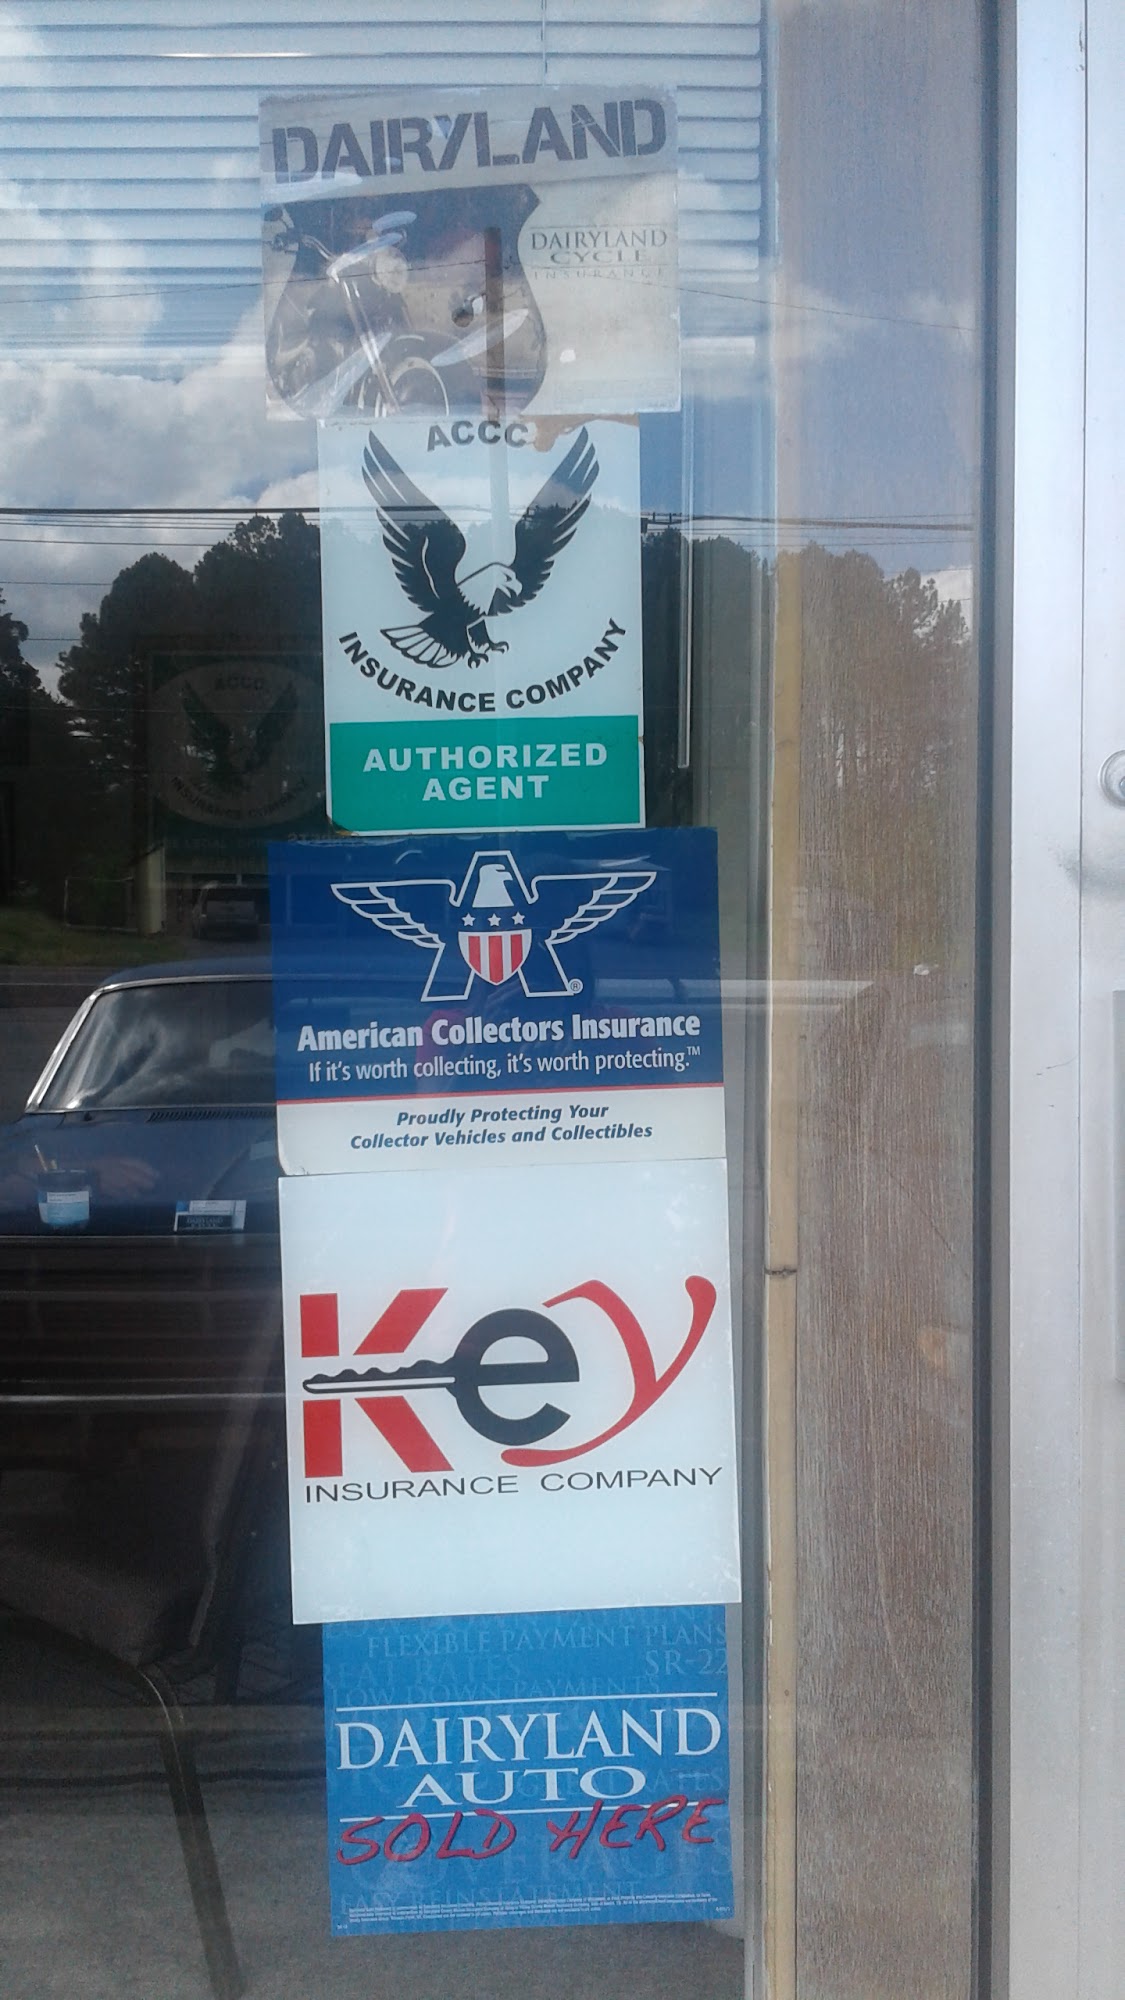 DAIRYLAND
DAIRYLAND
CYCLE
INSURANCE
ACCC
INSURANCE COMPANY
AUTHORIZED
AGENT
®
American Collectors Insurance
If it's worth collecting, it's worth protecting.™
Proudly Protecting Your
Collector Vehicles and Collectibles
Key
INSURANCE COMPANY
FLEXIBLE PAYMENT PLANS
SR-22
LOW DOWN PAYMENTS
DAIRYLAND
AUTO
SOLD HERE
EASY REINSTATEMENT